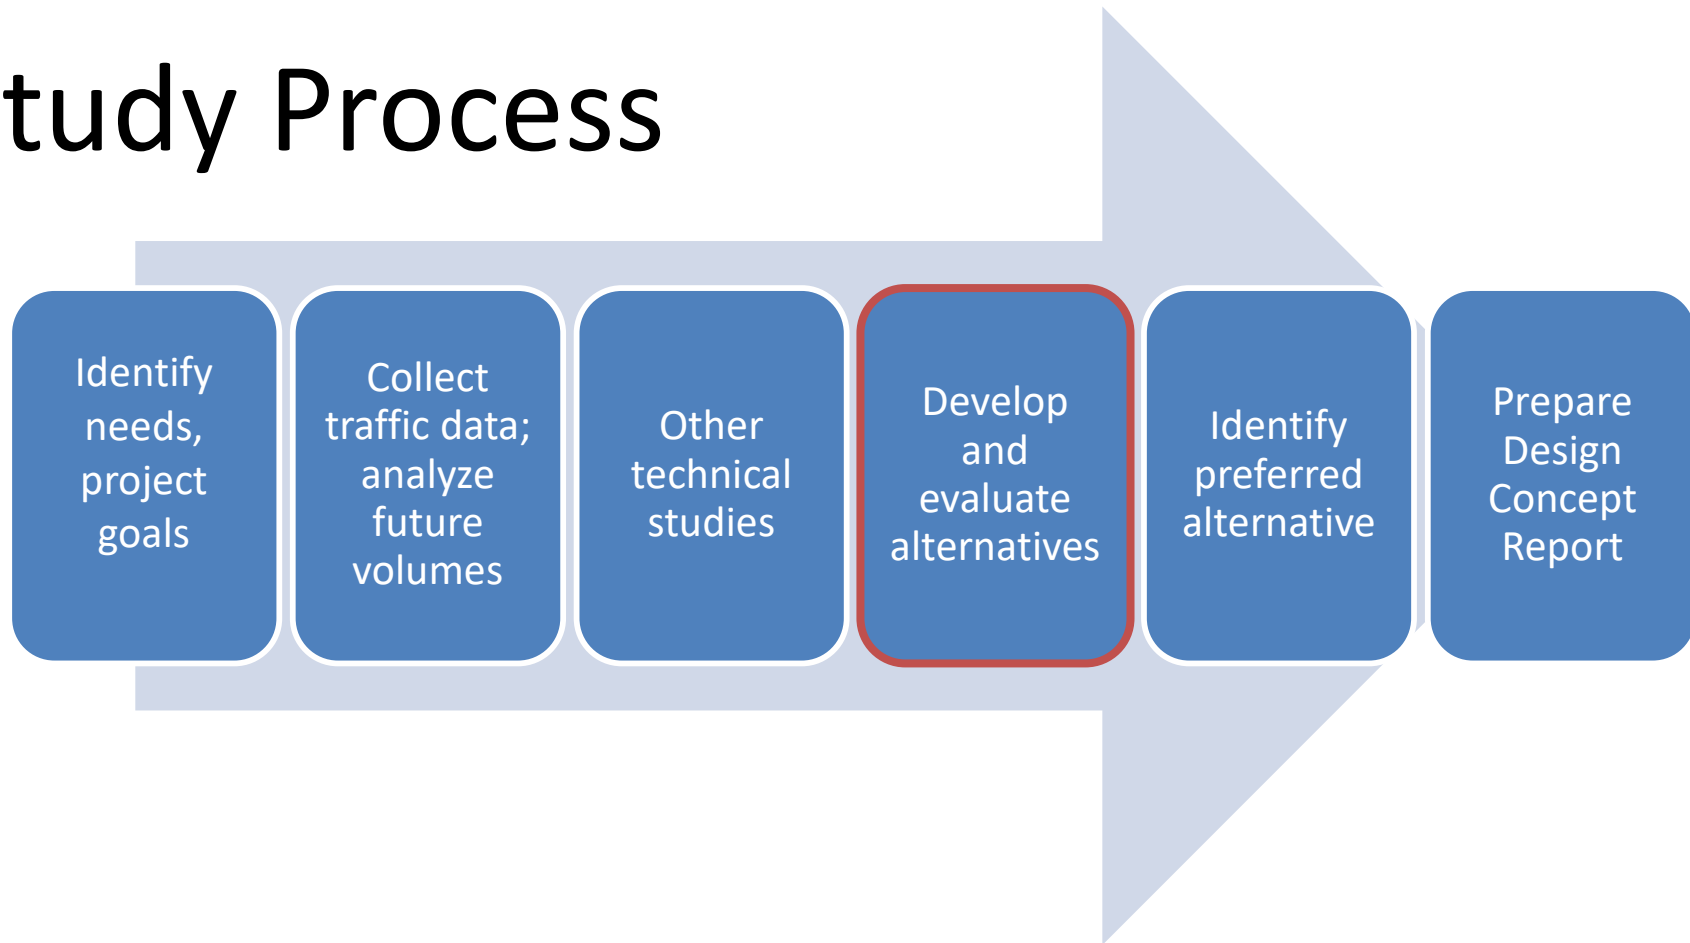 tudy Process
Identify
needs,
project
goals
Collect
traffic data;
analyze
future
volumes
Other
technical
studies
Develop
and
evaluate
alternatives
Identify
preferred
alternative
Prepare
Design
Concept
Report